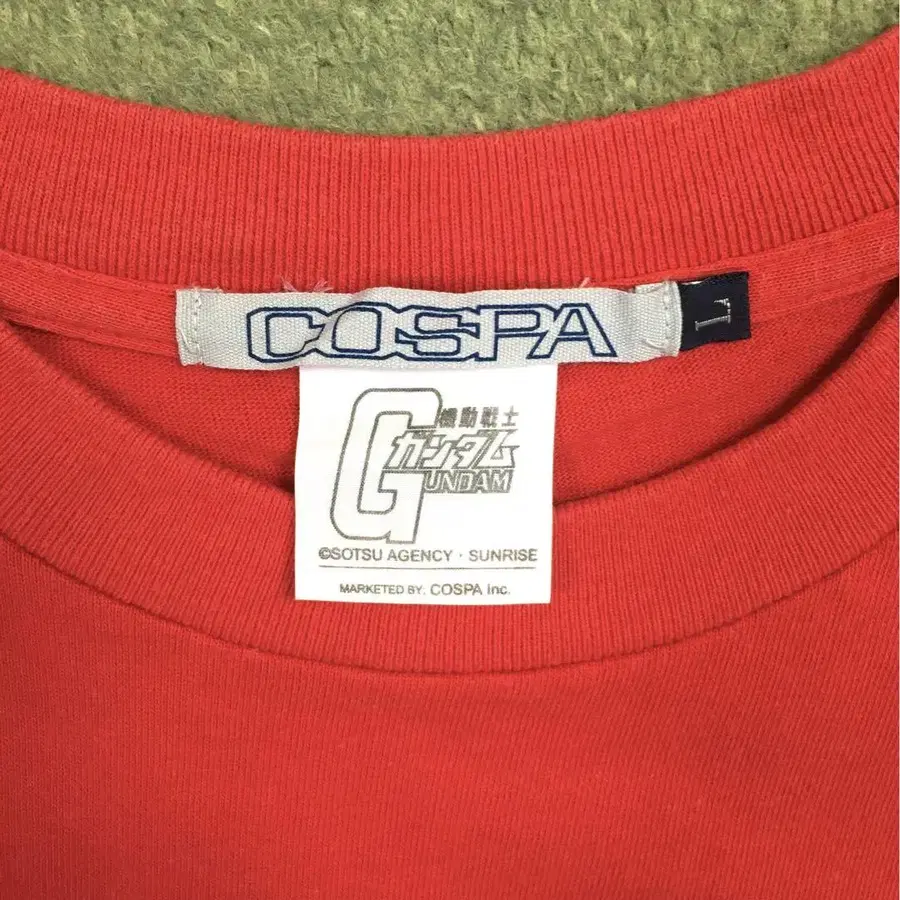 COSPA
L
機動戦士
ガンダム
GUNDAM
©SOTSU AGENCY・SUNRISE
MARKETED BY: COSPA Inc.